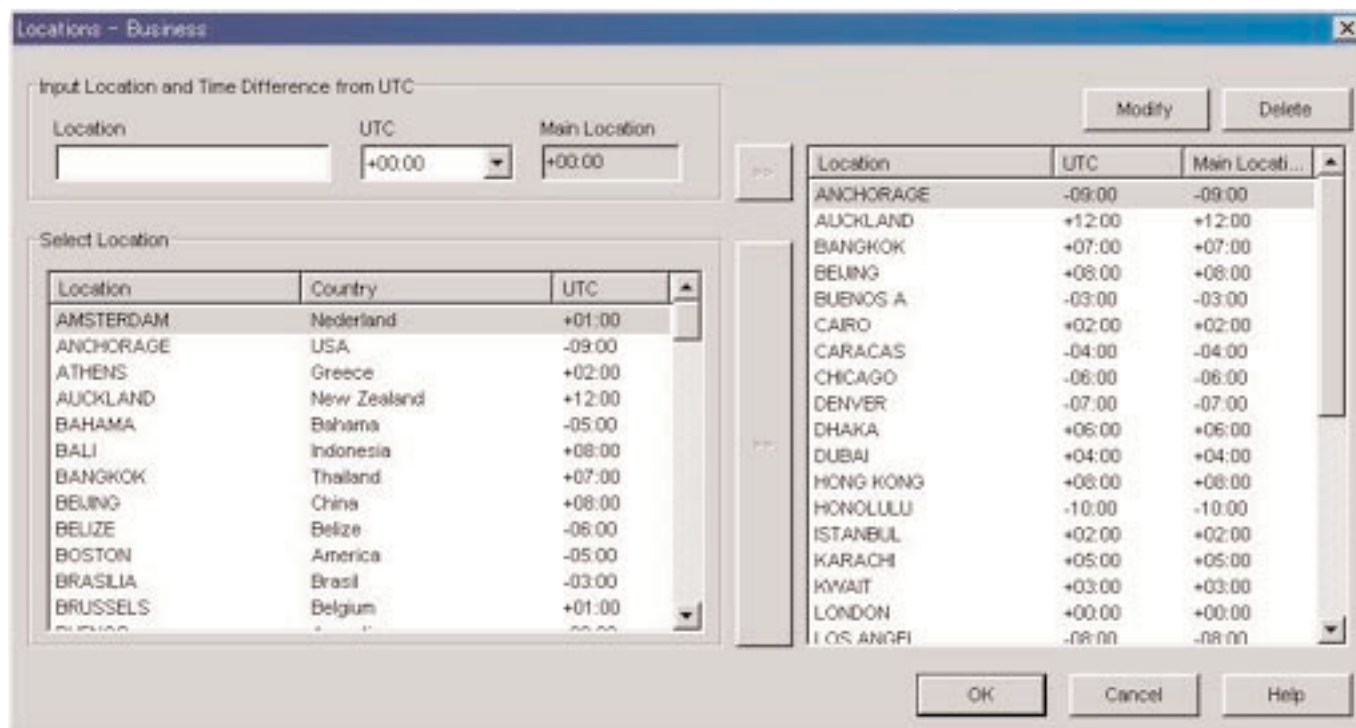 Locations - Business
Input Location and Time Difference from UTC
Location UTC Main Location
+00:00 +00:00
>>
Modify Delete
Select Location
Location Country UTC
AMSTERDAM Nederland +01:00
ANCHORAGE USA -09:00
ATHENS Greece +02:00
AUCKLAND New Zealand +12:00
BAHAMA Bahama -05:00
BALI Indonesia +08:00
BANGKOK Thailand +07:00
BEIJING China +08:00
BELIZE Belize -06:00
BOSTON America -05:00
BRASILIA Brasil -03:00
BRUSSELS Belgium +01:00
>>
Location UTC Main Locati...
ANCHORAGE -09:00 -09:00
AUCKLAND +12:00 +12:00
BANGKOK +07:00 +07:00
BEIJING +08:00 +08:00
BUENOS A -03:00 -03:00
CAIRO +02:00 +02:00
CARACAS -04:00 -04:00
CHICAGO -06:00 -06:00
DENVER -07:00 -07:00
DHAKA +06:00 +06:00
DUBAI +04:00 +04:00
HONG KONG +08:00 +08:00
HONOLULU -10:00 -10:00
ISTANBUL +02:00 +02:00
KARACHI +05:00 +05:00
KWAIT +03:00 +03:00
LONDON +00:00 +00:00
LOS ANGEL -08:00 -08:00
OK Cancel Help